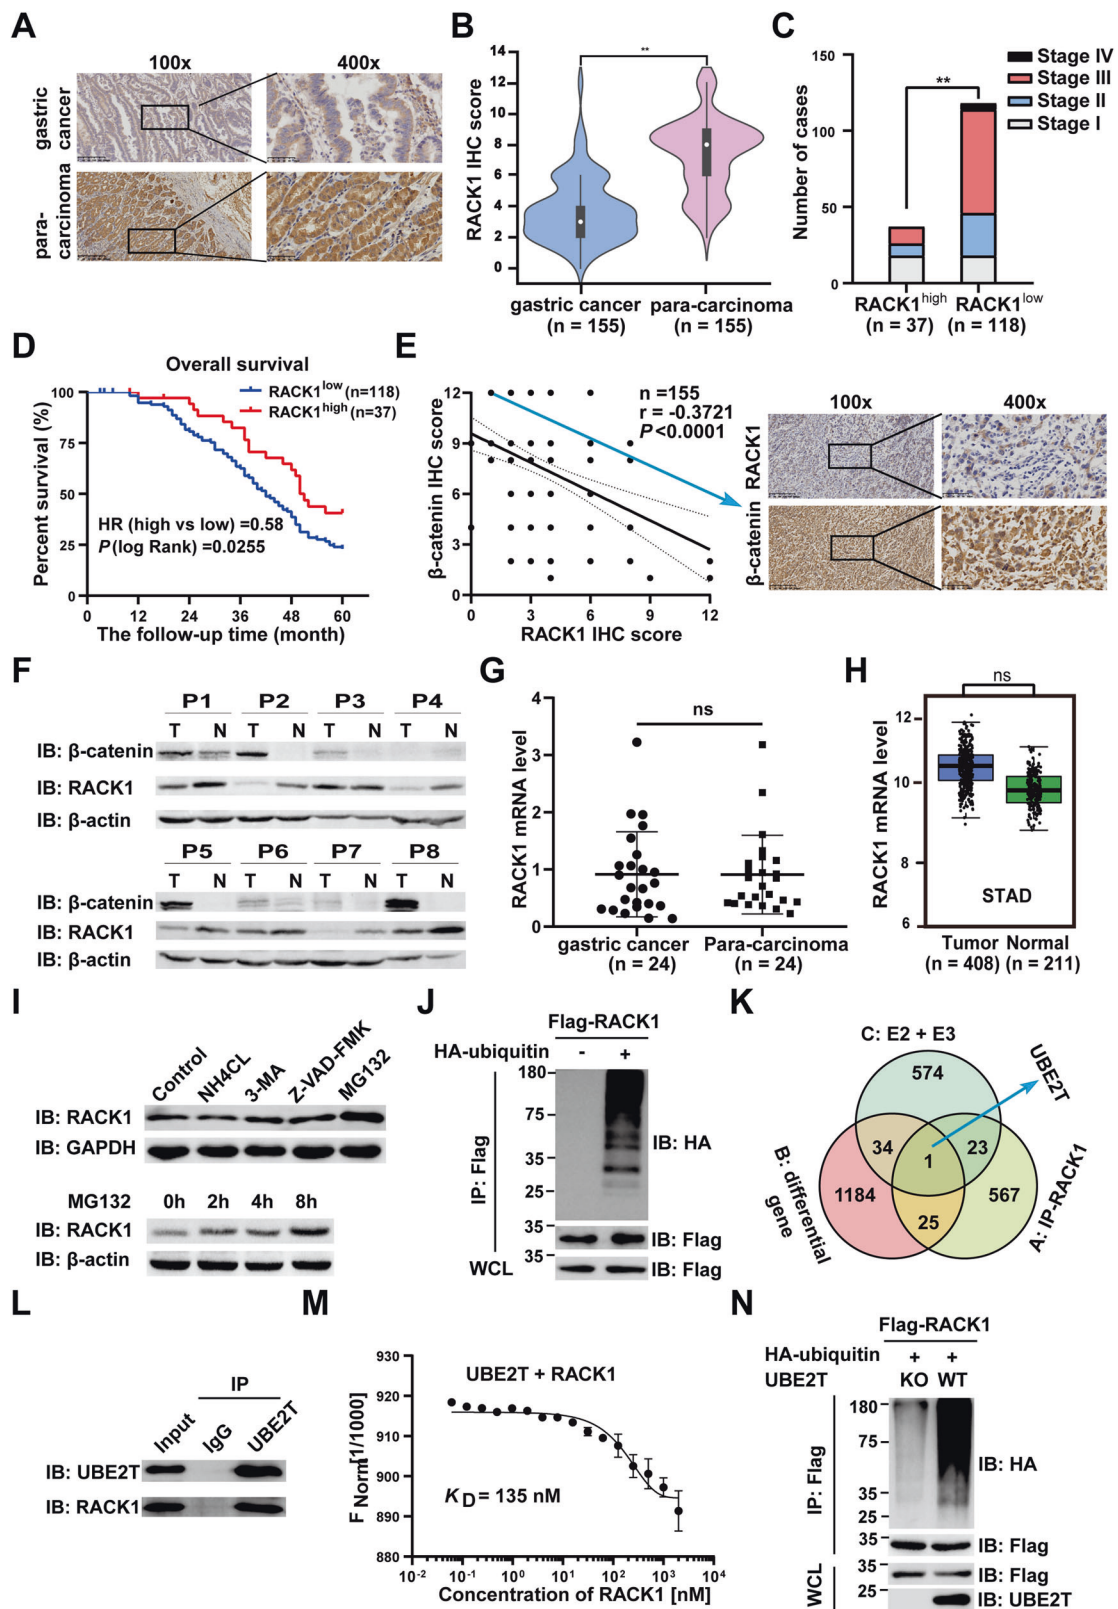 A
100x
400x
gastric
cancer
para-
carcinoma
B
RACK1 IHC score
14
12
10
8
6
4
2
0
**
gastric cancer
(n = 155)
para-carcinoma
(n = 155)
C
Number of cases
150
100
50
0
**
Stage IV
Stage III
Stage II
Stage I
RACK1high
(n = 37)
RACK1low
(n = 118)
D
Overall survival
RACK1low (n=118)
RACK1high (n=37)
Percent survival (%)
100
75
50
25
0
HR (high vs low) =0.58
P(log Rank) =0.0255
0 12 24 36 48 60
The follow-up time (month)
E
β-catenin IHC score
12
9
6
3
0
n =155
r = -0.3721
P<0.0001
0 3 6 9 12
RACK1 IHC score
100x
400x
RACK1
β-catenin
F
P1 P2 P3 P4
T N T N T N T N
IB: β-catenin
IB: RACK1
IB: β-actin
P5 P6 P7 P8
T N T N T N T N
IB: β-catenin
IB: RACK1
IB: β-actin
G
RACK1 mRNA level
4
3
2
1
0
ns
gastric cancer
(n = 24)
Para-carcinoma
(n = 24)
H
ns
RACK1 mRNA level
12
10
8
6
STAD
Tumor
(n = 408)
Normal
(n = 211)
I
Control
NH4CL
3-MA
Z-VAD-FMK
MG132
IB: RACK1
IB: GAPDH
MG132 0h 2h 4h 8h
IB: RACK1
IB: β-actin
J
Flag-RACK1
HA-ubiquitin - +
IP: Flag
180
75
35
25
IB: HA
35
IB: Flag
35
WCL
IB: Flag
K
C: E2 + E3
UBE2T
574
34
1
23
1184
567
25
B: differential
gene
A: IP-RACK1
L
IP
Input
IgG
UBE2T
IB: UBE2T
IB: RACK1
M
F Norm[1/1000]
930
920
910
900
890
880
UBE2T + RACK1
KD = 135 nM
10-2 10-1 100 101 102 103 104
Concentration of RACK1 [nM]
N
Flag-RACK1
HA-ubiquitin + +
UBE2T KO WT
IP: Flag
180
75
35
25
IB: HA
35
IB: Flag
WCL
35
IB: Flag
25
IB: UBE2T